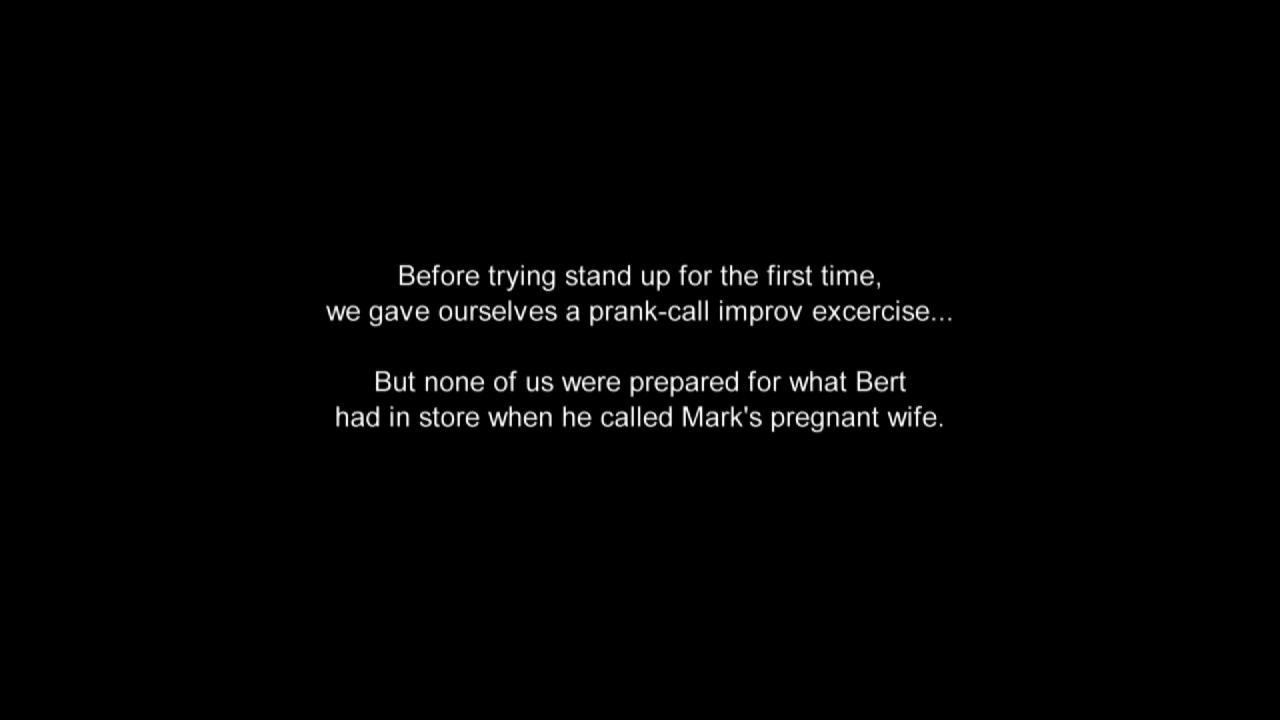 Before trying stand up for the first time,
we gave ourselves a prank-call improv excercise...
But none of us were prepared for what Bert
had in store when he called Mark's pregnant wife.